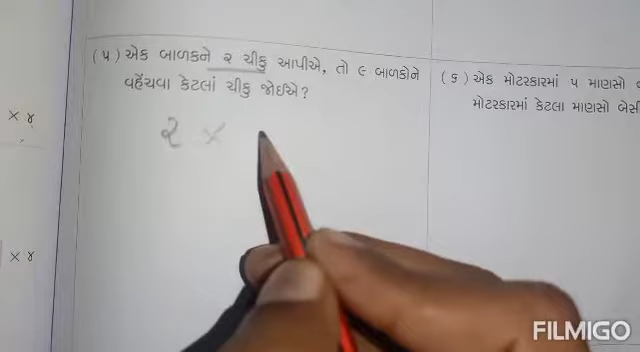 (૫) એક બાળકને ૨ ચીકુ આપીએ, તો ૯ બાળકોને
વહેંચવા કેટલાં ચીકુ જોઈએ?
૨ ×
(૬) એક મોટરકારમાં ૫ માણસો
મોટરકારમાં કેટલા માણસો બેસી
× ૪
× ૪
FILMIGO